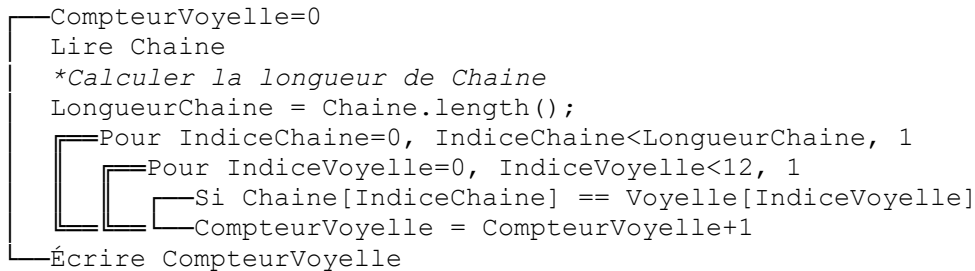 CompteurVoyelle=0
Lire Chaine
*Calculer la longueur de Chaine
LongueurChaine = Chaine.length();
Pour IndiceChaine=0, IndiceChaine<LongueurChaine, 1
Pour IndiceVoyelle=0, IndiceVoyelle<12, 1
Si Chaine[IndiceChaine] == Voyelle[IndiceVoyelle]
CompteurVoyelle = CompteurVoyelle+1
Écrire CompteurVoyelle